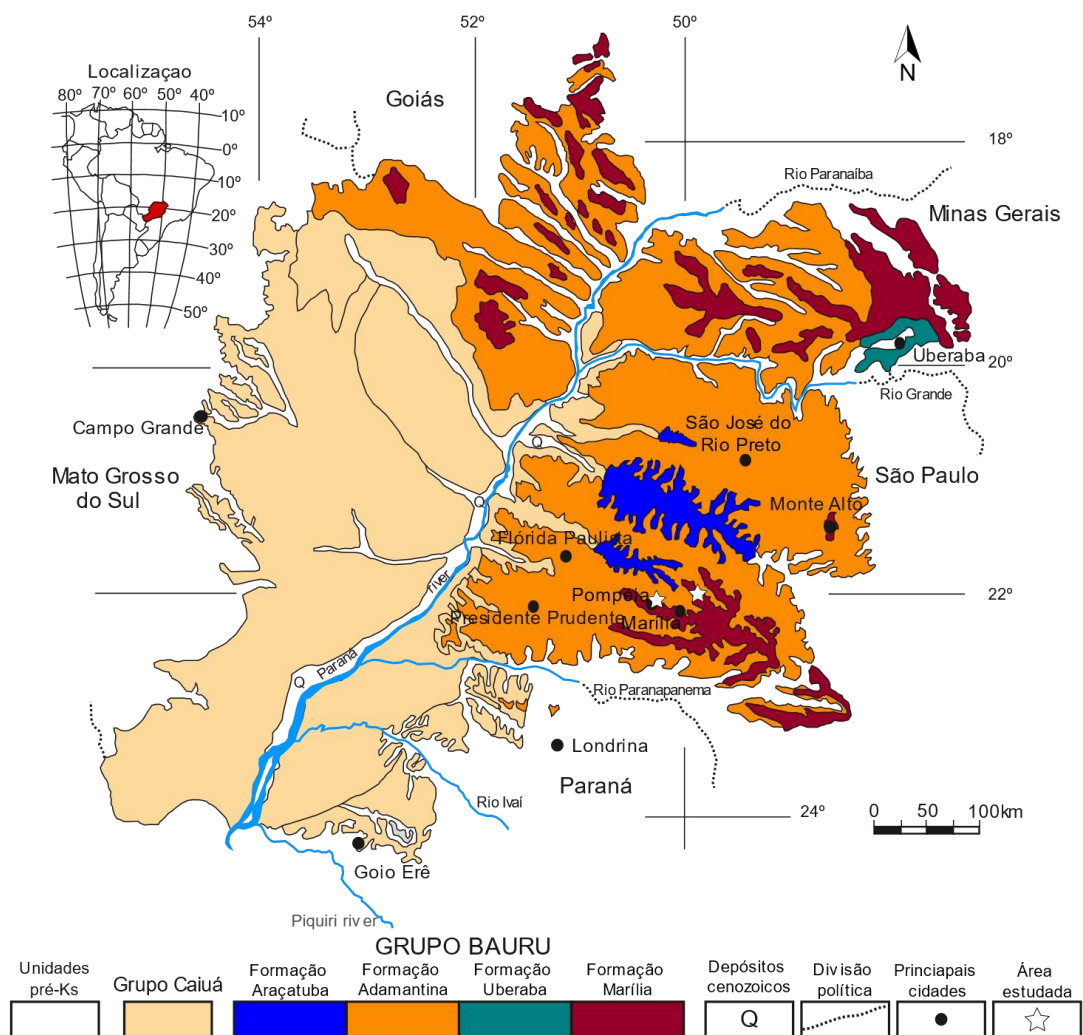 54º
52º
50º
N
Localizaçao
80º 70º 60º 50º 40º
10º
0º
10º
20º
30º
40º
50º
Goiás
18º
Rio Paranaíba
Minas Gerais
Uberaba
20º
Rio Grande
Campo Grande
Mato Grosso
do Sul
Q
São José do
Rio Preto
São Paulo
Monte Alto
Q
Flórida Paulista
Pompéia
22º
Presidente Prudente
Marília
river
Paraná
Q
Rio Paranapanema
Londrina
Paraná
Rio Ivaí
24º
0 50 100km
Goio Erê
Piquiri river
GRUPO BAURU
Unidades
pré-Ks
Grupo Caiuá
Formação
Araçatuba
Formação
Adamantina
Formação
Uberaba
Formação
Marília
Depósitos
cenozoicos
Q
Divisão
política
Princiapais
cidades
Área
estudada